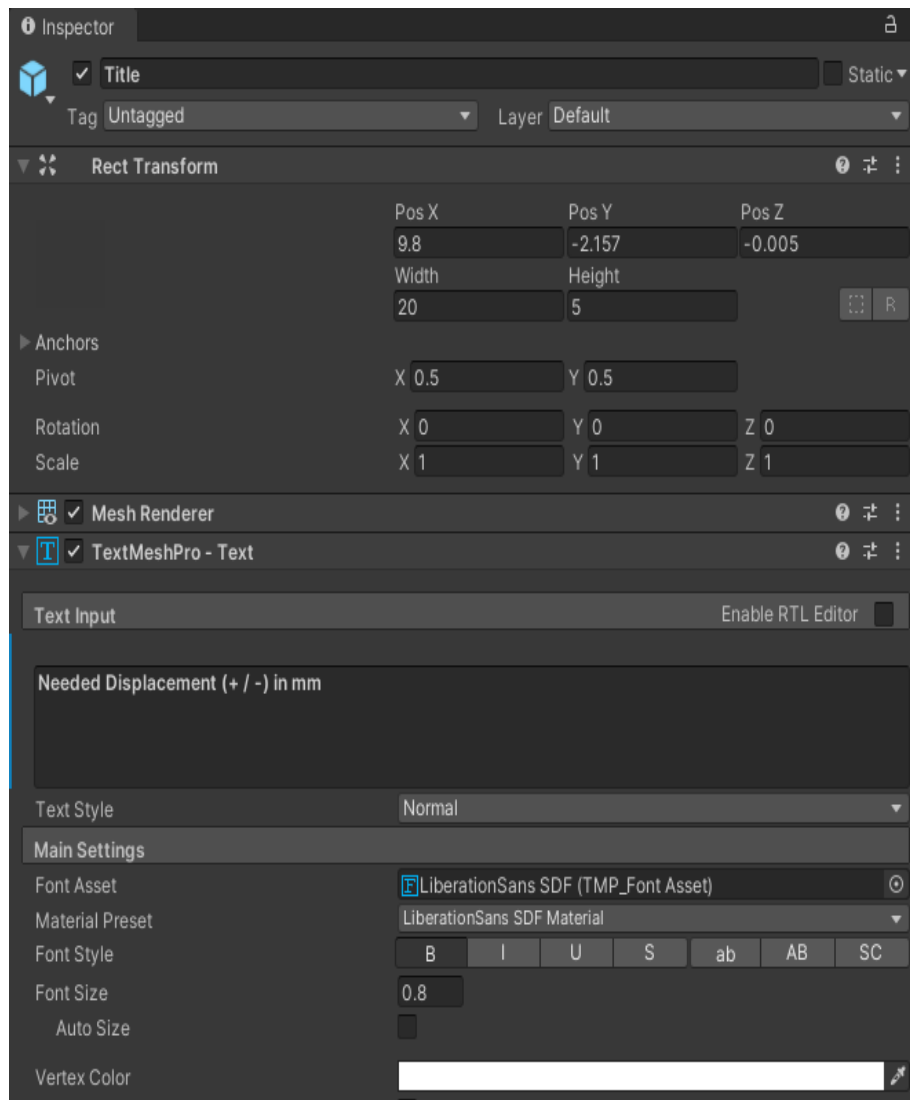 Inspector
Title Static
Tag Untagged Layer Default
Rect Transform
Pos X Pos Y Pos Z
9.8 -2.157 -0.005
Width Height
20 5 R
Anchors
Pivot X 0.5 Y 0.5
Rotation X 0 Y 0 Z 0
Scale X 1 Y 1 Z 1
Mesh Renderer
T TextMeshPro - Text
Text Input Enable RTL Editor
Needed Displacement (+ / -) in mm
Text Style Normal
Main Settings
Font Asset F LiberationSans SDF (TMP_Font Asset)
Material Preset LiberationSans SDF Material
Font Style B I U S ab AB SC
Font Size 0.8
Auto Size
Vertex Color